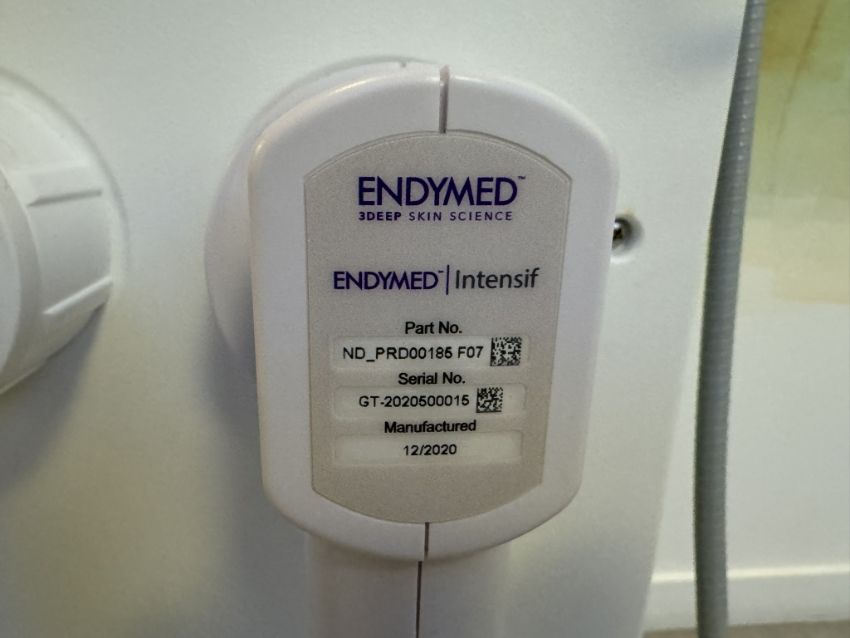 ENDYMED™
3DEEP SKIN SCIENCE
ENDYMED™ | Intensif
Part No.
ND_PRD00185 F07
Serial No.
GT-2020500015
Manufactured
12/2020